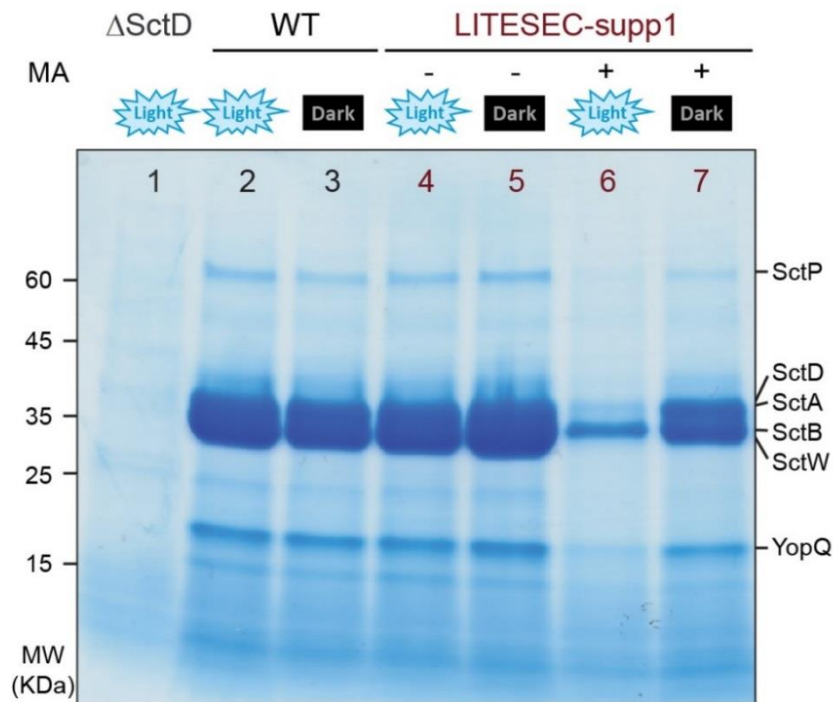 ΔSctD WT LITESEC-supp1
MA - - + +
Light Light Dark Light Dark Light Dark
1 2 3 4 5 6 7
60 SctP
45
SctD
35 SctA
SctB
SctW
25
YopQ
15
MW
(KDa)